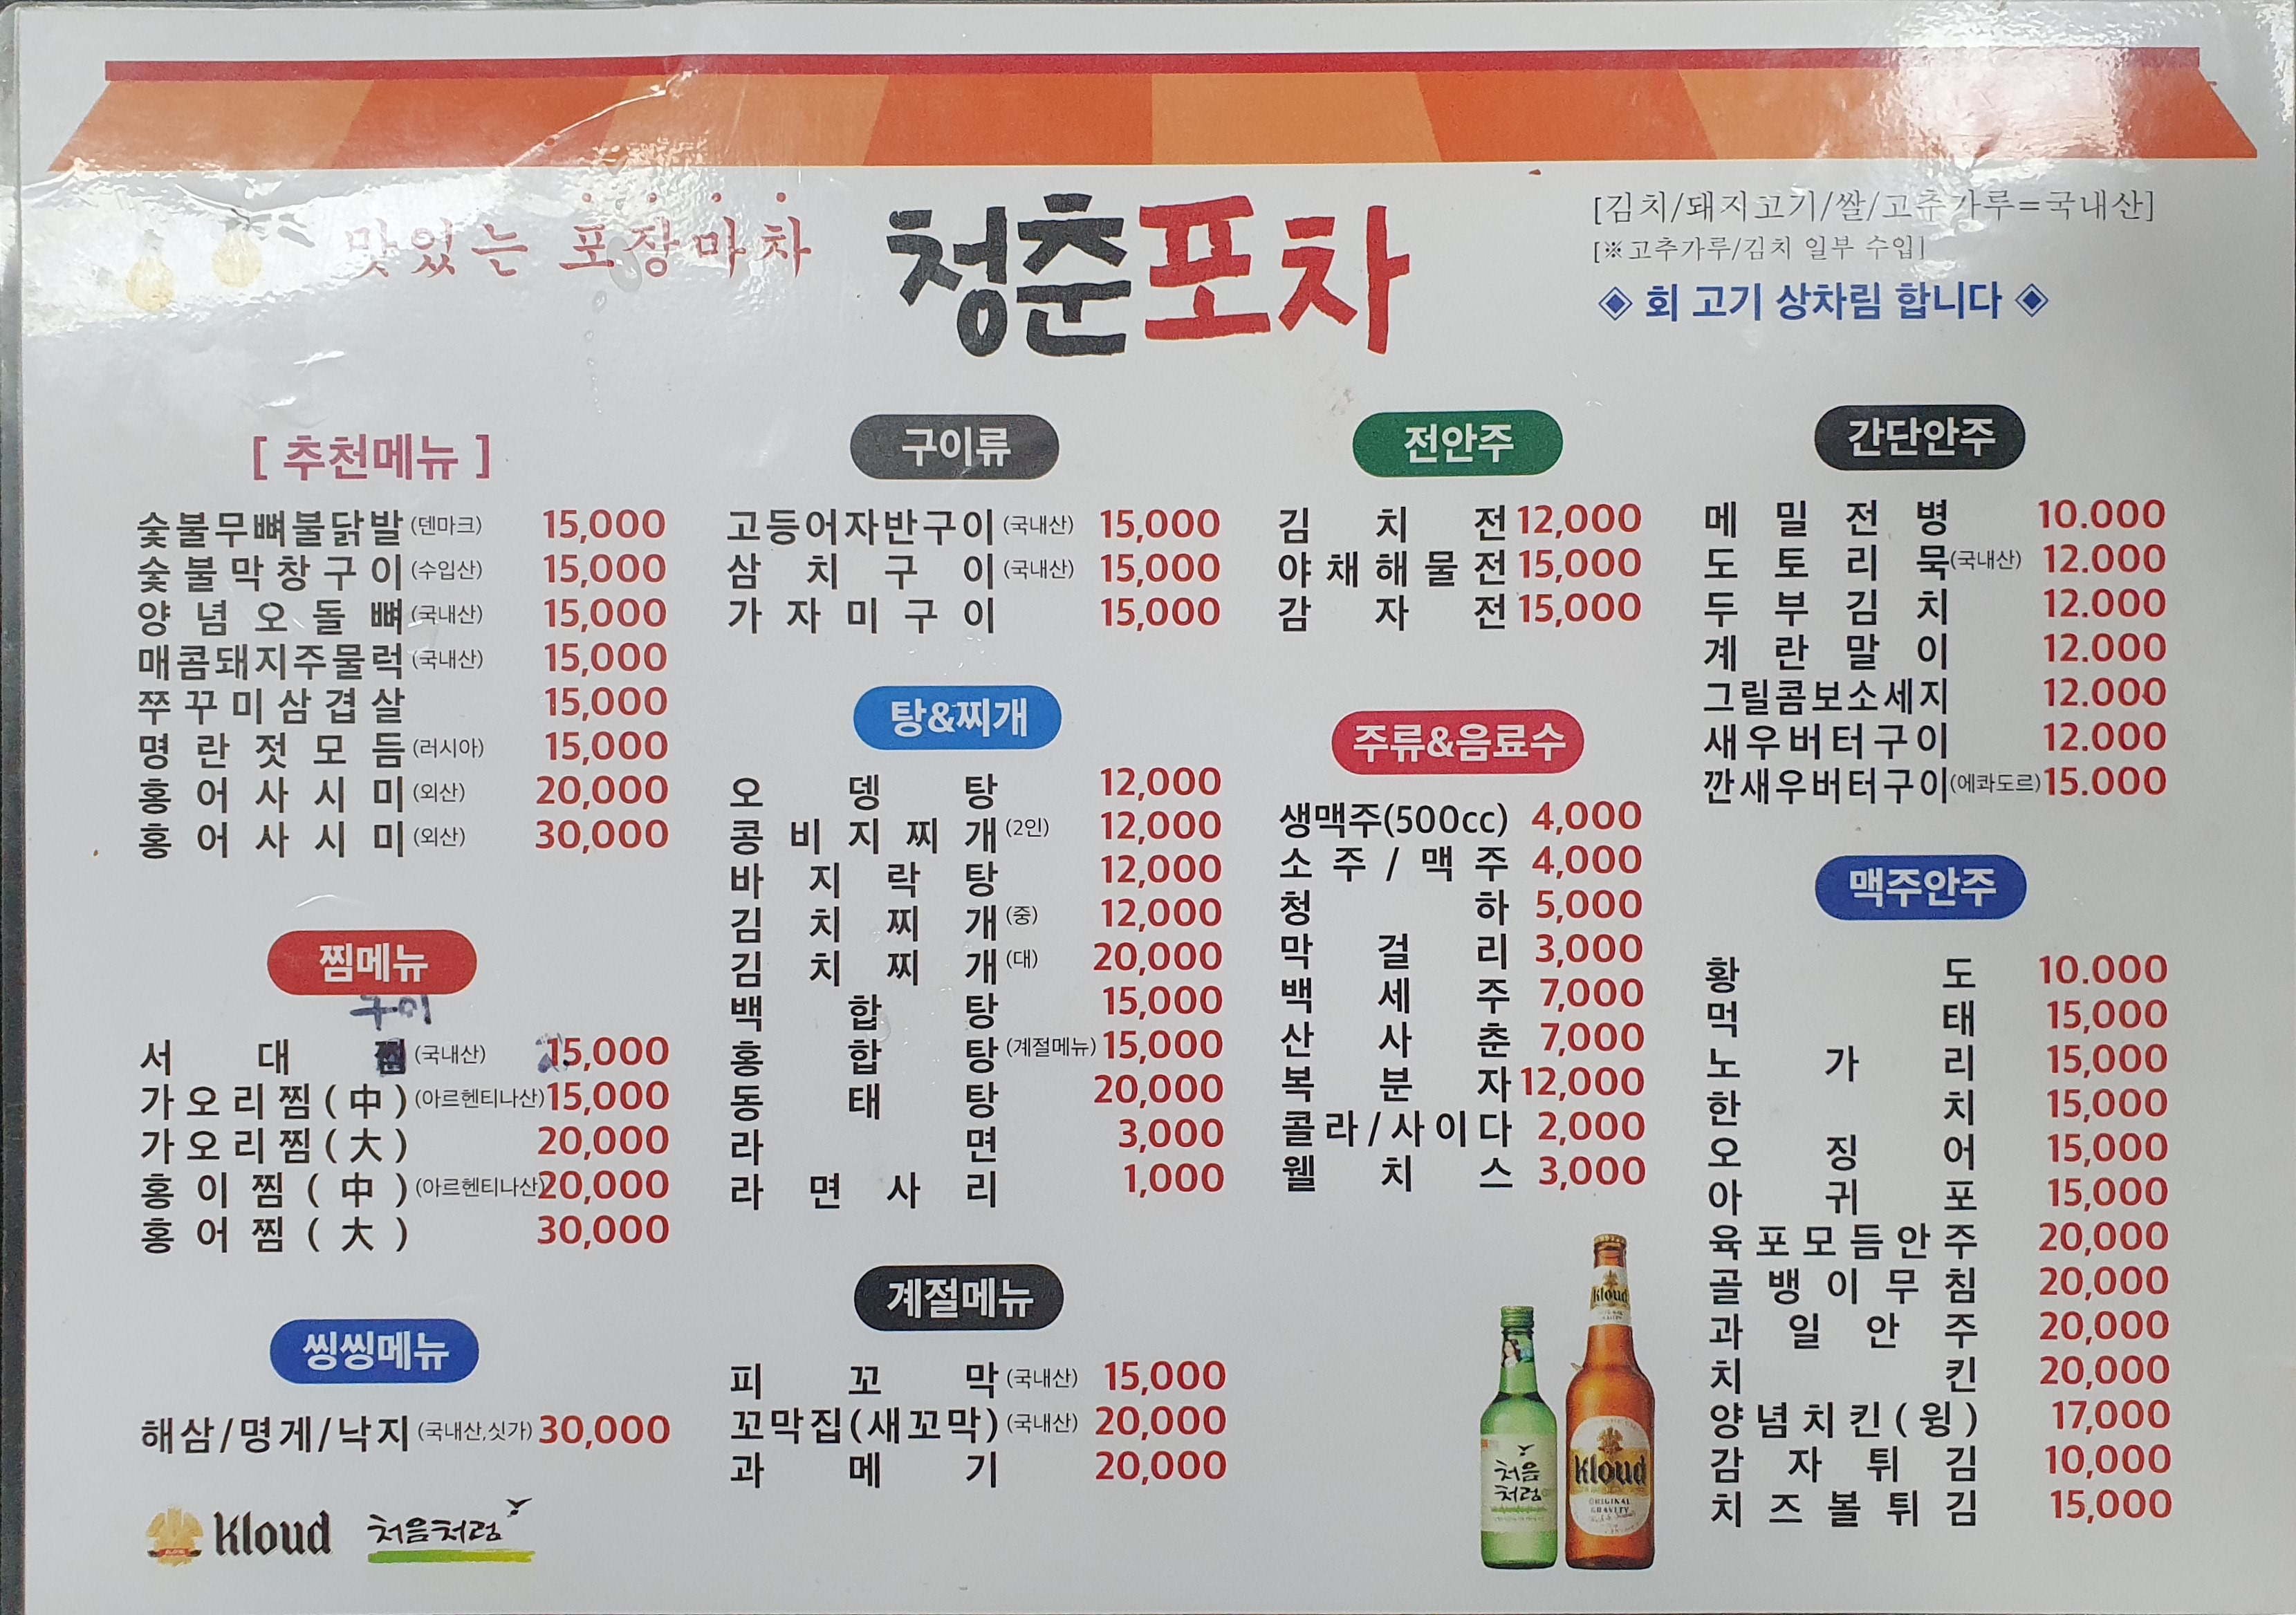 맛있는 포장마차
청춘포차
[김치/돼지고기/쌀/고추가루=국내산]
[※고추가루/김치 일부 수입]
◈ 회 고기 상차림 합니다 ◈
[ 추천메뉴 ]
숯불무뼈불닭발(덴마크) 15,000
숯불막창구이(수입산) 15,000
양념오돌뼈(국내산) 15,000
매콤돼지주물럭(국내산) 15,000
쭈꾸미삼겹살 15,000
명란젓모듬(러시아) 15,000
홍어사시미(외산) 20,000
홍어사시미(외산) 30,000
찜메뉴
구이
서대찜(국내산) 15,000
가오리찜(中)(아르헨티나산) 15,000
가오리찜(大) 20,000
홍이찜(中)(아르헨티나산) 20,000
홍어찜(大) 30,000
씽씽메뉴
해삼/명게/낙지(국내산,싯가) 30,000
Kloud 처음처럼
구이류
고등어자반구이(국내산) 15,000
삼치구이(국내산) 15,000
가자미구이 15,000
탕&찌개
오뎅탕 12,000
콩비지찌개(2인) 12,000
바지락탕 12,000
김치찌개(중) 12,000
김치찌개(대) 20,000
백합탕 15,000
홍합탕(계절메뉴) 15,000
동태탕 20,000
라면 3,000
라면사리 1,000
계절메뉴
피꼬막(국내산) 15,000
꼬막집(새꼬막)(국내산) 20,000
과메기 20,000
전안주
김치전 12,000
야채해물전 15,000
감자전 15,000
주류&음료수
생맥주(500cc) 4,000
소주/맥주 4,000
청하 5,000
막걸리 3,000
백세주 7,000
산사춘 7,000
복분자 12,000
콜라/사이다 2,000
웰치스 3,000
처음
처럼
Kloud
Kloud
ORIGINAL
GRAVITY
간단안주
메밀전병 10.000
도토리묵(국내산) 12.000
두부김치 12.000
계란말이 12.000
그릴콤보소세지 12.000
새우버터구이 12.000
깐새우버터구이(에콰도르) 15.000
맥주안주
황도 10.000
먹태 15,000
노가리 15,000
한치 15,000
오징어 15,000
아귀포 15,000
육포모듬안주 20,000
골뱅이무침 20,000
과일안주 20,000
치킨 20,000
양념치킨(윙) 17,000
감자튀김 10,000
치즈볼튀김 15,000